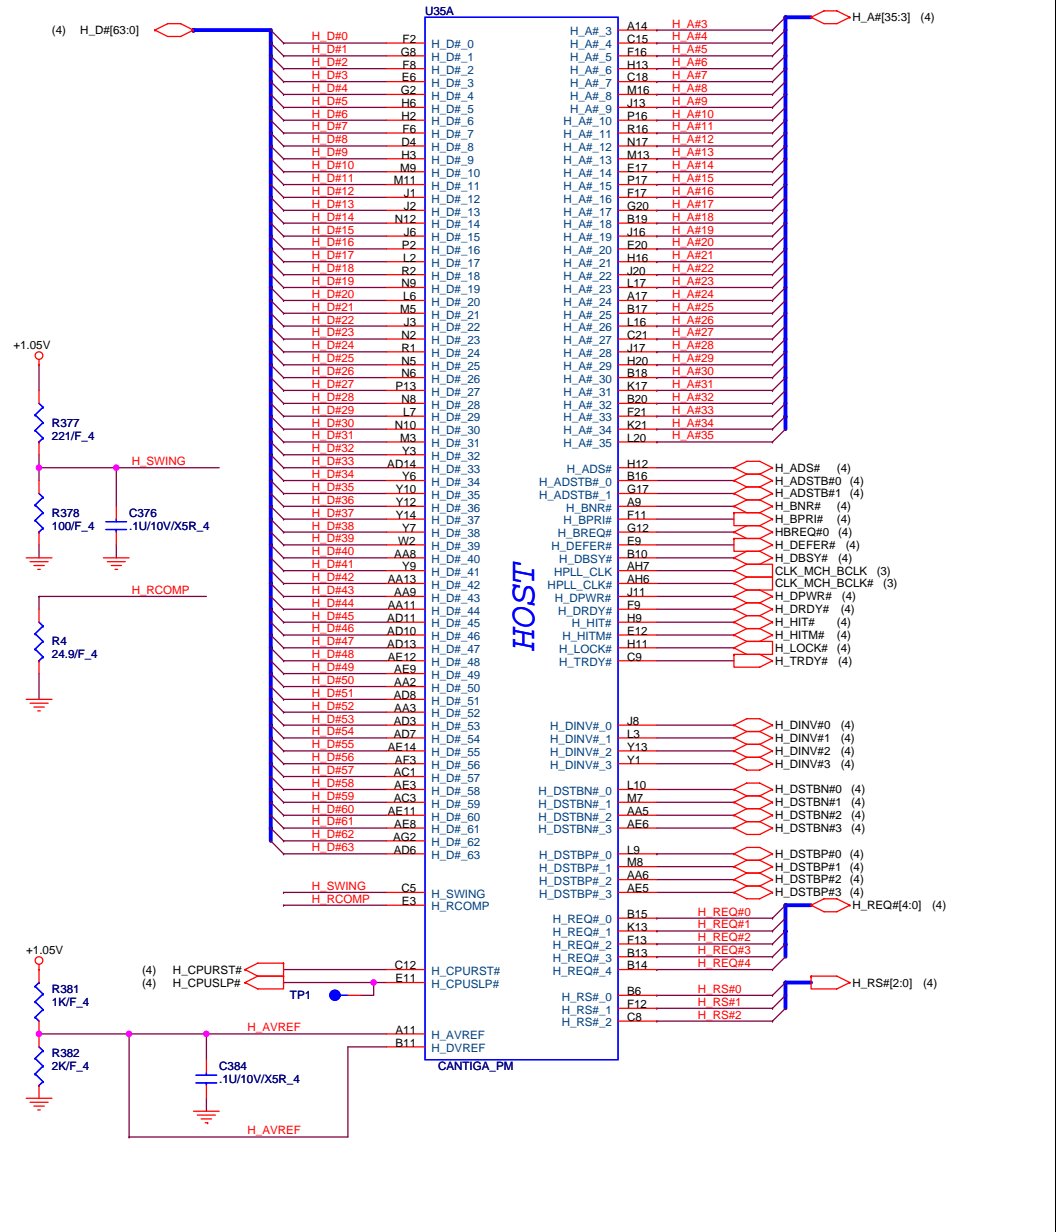 U35A
(4) H_D#[63:0]
H_A#[35:3] (4)
H_D#0 F2 H_D#_0
H_D#1 G8 H_D#_1
H_D#2 F8 H_D#_2
H_D#3 E6 H_D#_3
H_D#4 G2 H_D#_4
H_D#5 H6 H_D#_5
H_D#6 H2 H_D#_6
H_D#7 F6 H_D#_7
H_D#8 D4 H_D#_8
H_D#9 H3 H_D#_9
H_D#10 M9 H_D#_10
H_D#11 M11 H_D#_11
H_D#12 J1 H_D#_12
H_D#13 J2 H_D#_13
H_D#14 N12 H_D#_14
H_D#15 J6 H_D#_15
H_D#16 P2 H_D#_16
H_D#17 L2 H_D#_17
H_D#18 R2 H_D#_18
H_D#19 N9 H_D#_19
H_D#20 L6 H_D#_20
H_D#21 M5 H_D#_21
H_D#22 J3 H_D#_22
H_D#23 N2 H_D#_23
H_D#24 R1 H_D#_24
H_D#25 N5 H_D#_25
H_D#26 N6 H_D#_26
H_D#27 P13 H_D#_27
H_D#28 N8 H_D#_28
H_D#29 L7 H_D#_29
H_D#30 N10 H_D#_30
H_D#31 M3 H_D#_31
H_D#32 Y3 H_D#_32
H_D#33 AD14 H_D#_33
H_D#34 Y6 H_D#_34
H_D#35 Y10 H_D#_35
H_D#36 Y12 H_D#_36
H_D#37 Y14 H_D#_37
H_D#38 Y7 H_D#_38
H_D#39 W2 H_D#_39
H_D#40 AA8 H_D#_40
H_D#41 Y9 H_D#_41
H_D#42 AA13 H_D#_42
H_D#43 AA9 H_D#_43
H_D#44 AA11 H_D#_44
H_D#45 AD11 H_D#_45
H_D#46 AD10 H_D#_46
H_D#47 AD13 H_D#_47
H_D#48 AE12 H_D#_48
H_D#49 AE9 H_D#_49
H_D#50 AA2 H_D#_50
H_D#51 AD8 H_D#_51
H_D#52 AA3 H_D#_52
H_D#53 AD3 H_D#_53
H_D#54 AD7 H_D#_54
H_D#55 AE14 H_D#_55
H_D#56 AF3 H_D#_56
H_D#57 AC1 H_D#_57
H_D#58 AE3 H_D#_58
H_D#59 AC3 H_D#_59
H_D#60 AE11 H_D#_60
H_D#61 AE8 H_D#_61
H_D#62 AG2 H_D#_62
H_D#63 AD6 H_D#_63
H_SWING C5 H_SWING
H_RCOMP E3 H_RCOMP
(4) H_CPURST# C12 H_CPURST#
(4) H_CPUSLP# E11 H_CPUSLP#
TP1
H_AVREF A11 H_AVREF
B11 H_DVREF
HOST
CANTIGA_PM
H_A#_3 A14 H_A#3
H_A#_4 C15 H_A#4
H_A#_5 F16 H_A#5
H_A#_6 H13 H_A#6
H_A#_7 C18 H_A#7
H_A#_8 M16 H_A#8
H_A#_9 J13 H_A#9
H_A#_10 P16 H_A#10
H_A#_11 R16 H_A#11
H_A#_12 N17 H_A#12
H_A#_13 M13 H_A#13
H_A#_14 E17 H_A#14
H_A#_15 P17 H_A#15
H_A#_16 F17 H_A#16
H_A#_17 G20 H_A#17
H_A#_18 B19 H_A#18
H_A#_19 J16 H_A#19
H_A#_20 E20 H_A#20
H_A#_21 H16 H_A#21
H_A#_22 J20 H_A#22
H_A#_23 L17 H_A#23
H_A#_24 A17 H_A#24
H_A#_25 B17 H_A#25
H_A#_26 L16 H_A#26
H_A#_27 C21 H_A#27
H_A#_28 J17 H_A#28
H_A#_29 H20 H_A#29
H_A#_30 B18 H_A#30
H_A#_31 K17 H_A#31
H_A#_32 B20 H_A#32
H_A#_33 F21 H_A#33
H_A#_34 K21 H_A#34
H_A#_35 L20 H_A#35
H_ADS# H12 H_ADS# (4)
H_ADSTB#_0 B16 H_ADSTB#0 (4)
H_ADSTB#_1 G17 H_ADSTB#1 (4)
H_BNR# A9 H_BNR# (4)
H_BPRI# F11 H_BPRI# (4)
H_BREQ# G12 HBREQ#0 (4)
H_DEFER# E9 H_DEFER# (4)
H_DBSY# B10 H_DBSY# (4)
HPLL_CLK AH7 CLK_MCH_BCLK (3)
HPLL_CLK# AH6 CLK_MCH_BCLK# (3)
H_DPWR# J11 H_DPWR# (4)
H_DRDY# F9 H_DRDY# (4)
H_HIT# H9 H_HIT# (4)
H_HITM# E12 H_HITM# (4)
H_LOCK# H11 H_LOCK# (4)
H_TRDY# C9 H_TRDY# (4)
H_DINV#_0 J8 H_DINV#0 (4)
H_DINV#_1 L3 H_DINV#1 (4)
H_DINV#_2 Y13 H_DINV#2 (4)
H_DINV#_3 Y1 H_DINV#3 (4)
H_DSTBN#_0 L10 H_DSTBN#0 (4)
H_DSTBN#_1 M7 H_DSTBN#1 (4)
H_DSTBN#_2 AA5 H_DSTBN#2 (4)
H_DSTBN#_3 AE6 H_DSTBN#3 (4)
H_DSTBP#_0 L9 H_DSTBP#0 (4)
H_DSTBP#_1 M8 H_DSTBP#1 (4)
H_DSTBP#_2 AA6 H_DSTBP#2 (4)
H_DSTBP#_3 AE5 H_DSTBP#3 (4)
H_REQ#[4:0] (4)
H_REQ#_0 B15 H_REQ#0
H_REQ#_1 K13 H_REQ#1
H_REQ#_2 F13 H_REQ#2
H_REQ#_3 B13 H_REQ#3
H_REQ#_4 B14 H_REQ#4
H_RS#[2:0] (4)
H_RS#_0 B6 H_RS#0
H_RS#_1 F12 H_RS#1
H_RS#_2 C8 H_RS#2
+1.05V
R377
221/F_4
H_SWING
R378
100/F_4
C376
.1U/10V/X5R_4
H_RCOMP
R4
24.9/F_4
+1.05V
R381
1K/F_4
R382
2K/F_4
C384
.1U/10V/X5R_4
H_AVREF